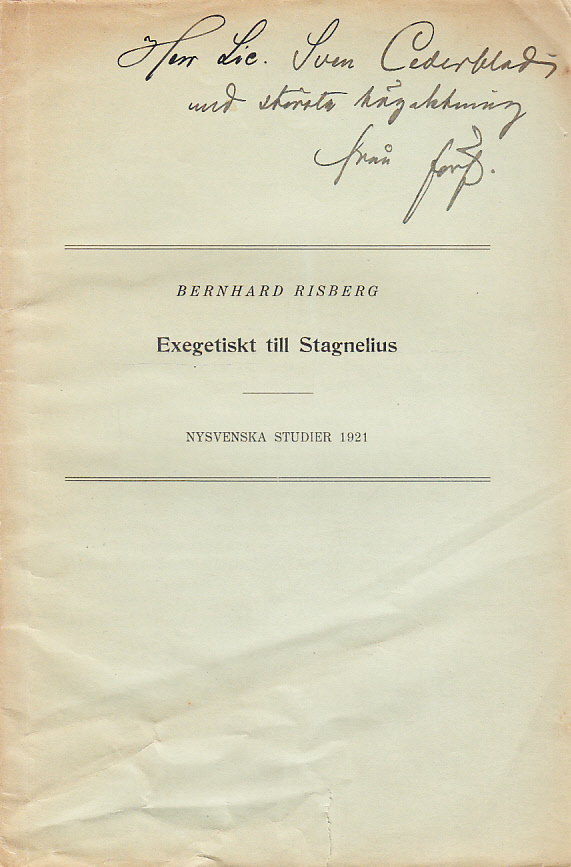 Herr Lic. Sven Cederblad
med största högaktning
från förf.
BERNHARD RISBERG
Exegetiskt till Stagnelius
NYSVENSKA STUDIER 1921